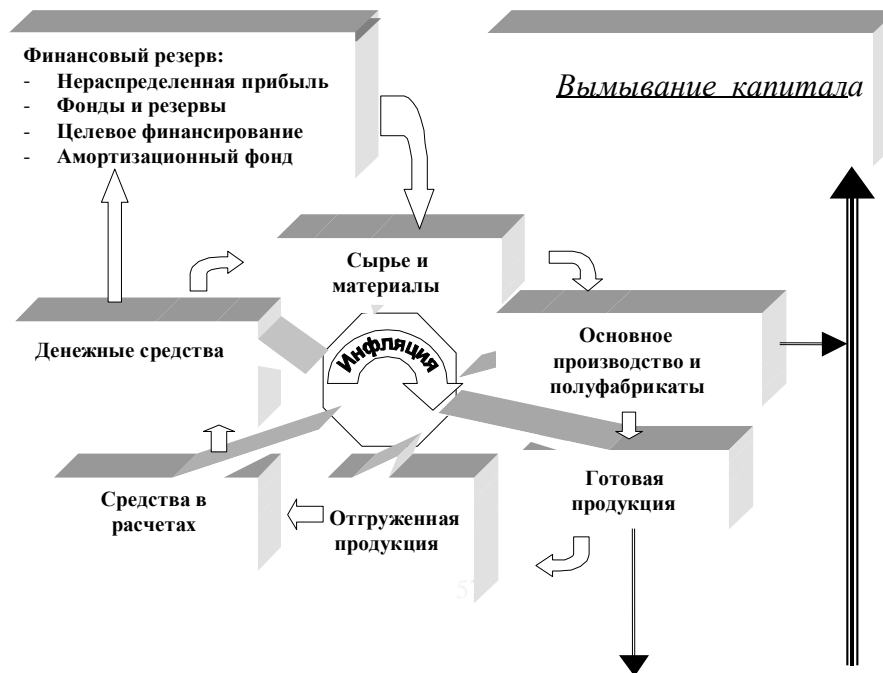 Финансовый резерв:
- Нераспределенная прибыль
- Фонды и резервы
- Целевое финансирование
- Амортизационный фонд
Вымывание капитала
Сырье и
материалы
Денежные средства
Инфляция
Основное
производство и
полуфабрикаты
Средства в
расчетах
Отгруженная
продукция
Готовая
продукция